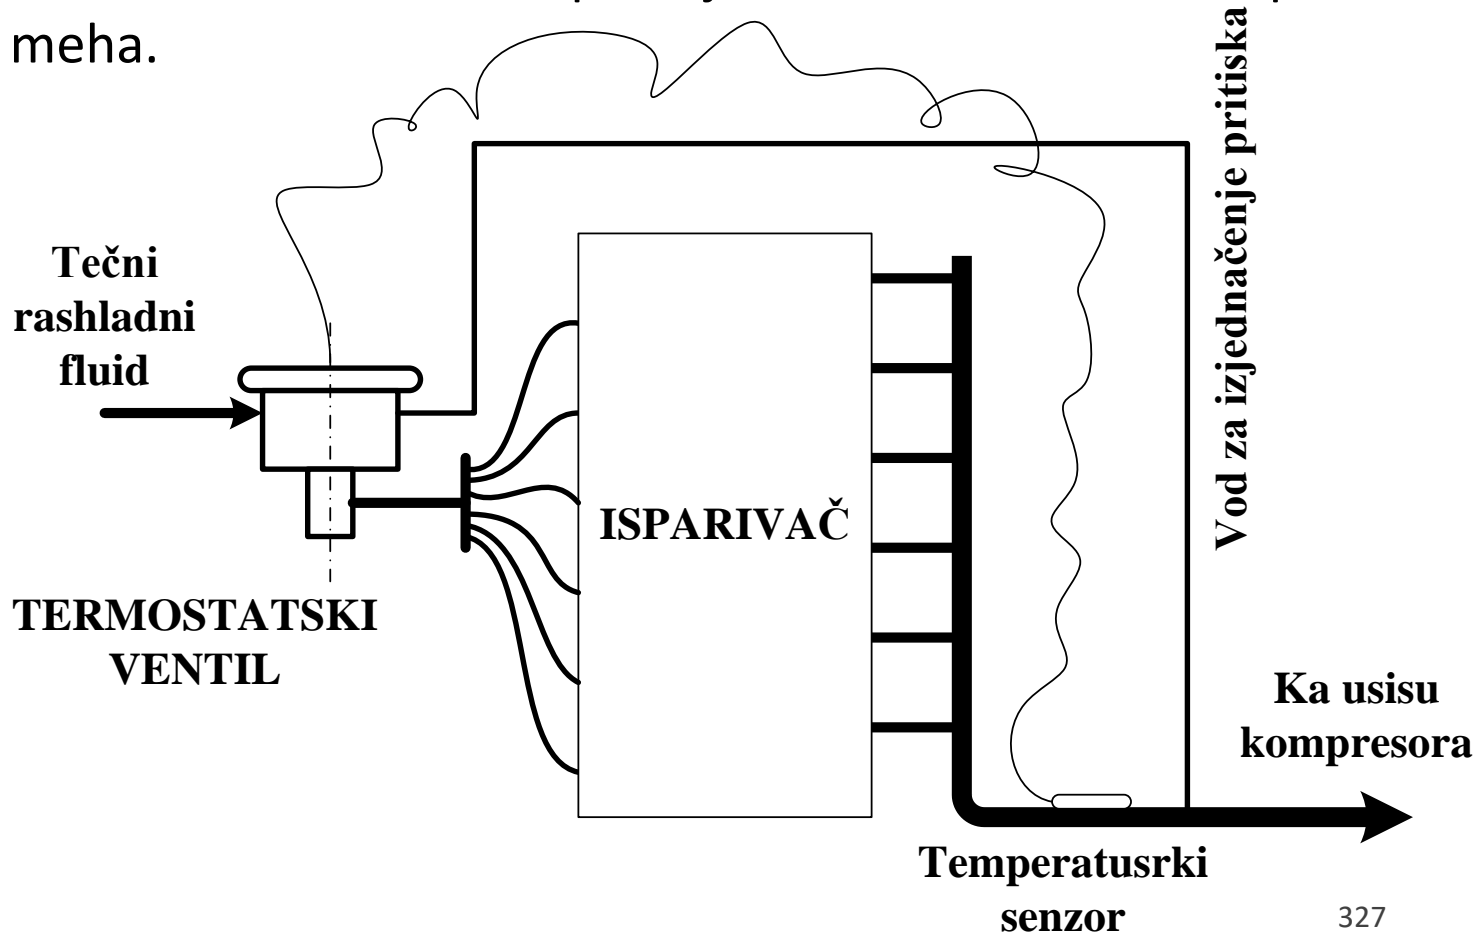 meha.
Vod za izjednačenje pritiska
Tečni
rashladni
fluid
ISPARIVAČ
TERMOSTATSKI
VENTIL
Ka usisu
kompresora
Temperatusrki
senzor
327